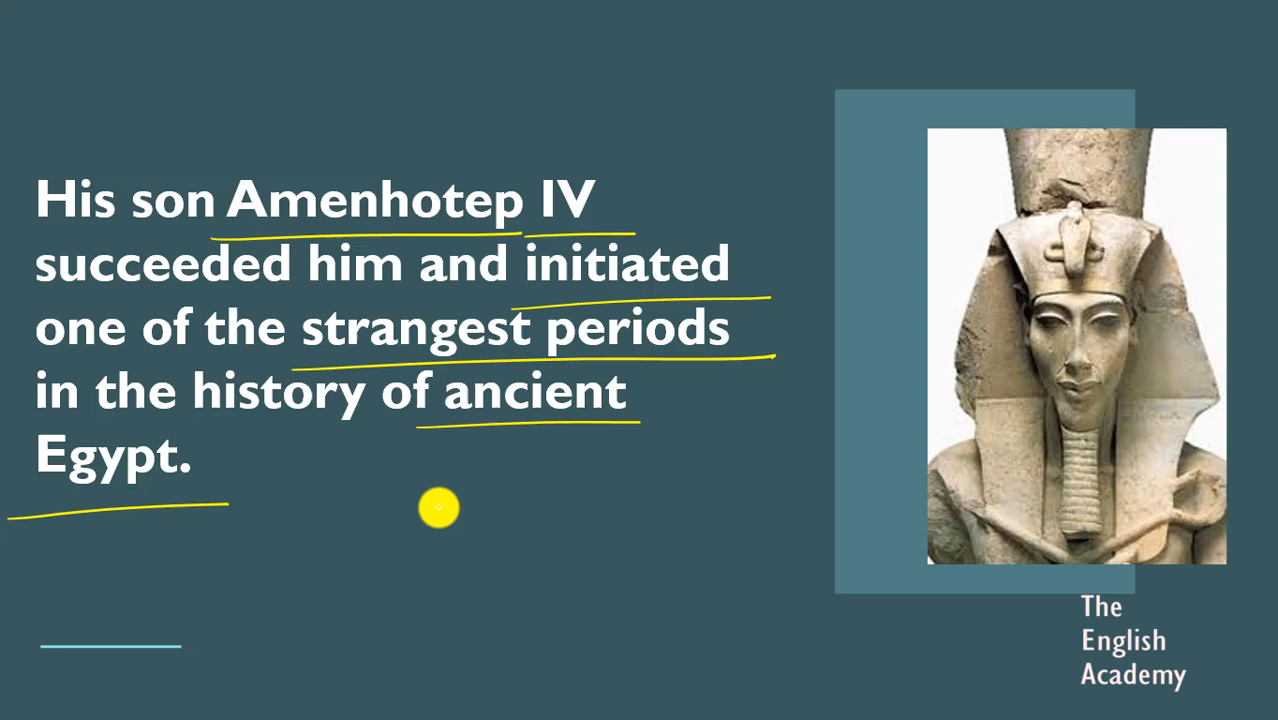 His son Amenhotep IV
succeeded him and initiated
one of the strangest periods
in the history of ancient
Egypt.
The
English
Academy